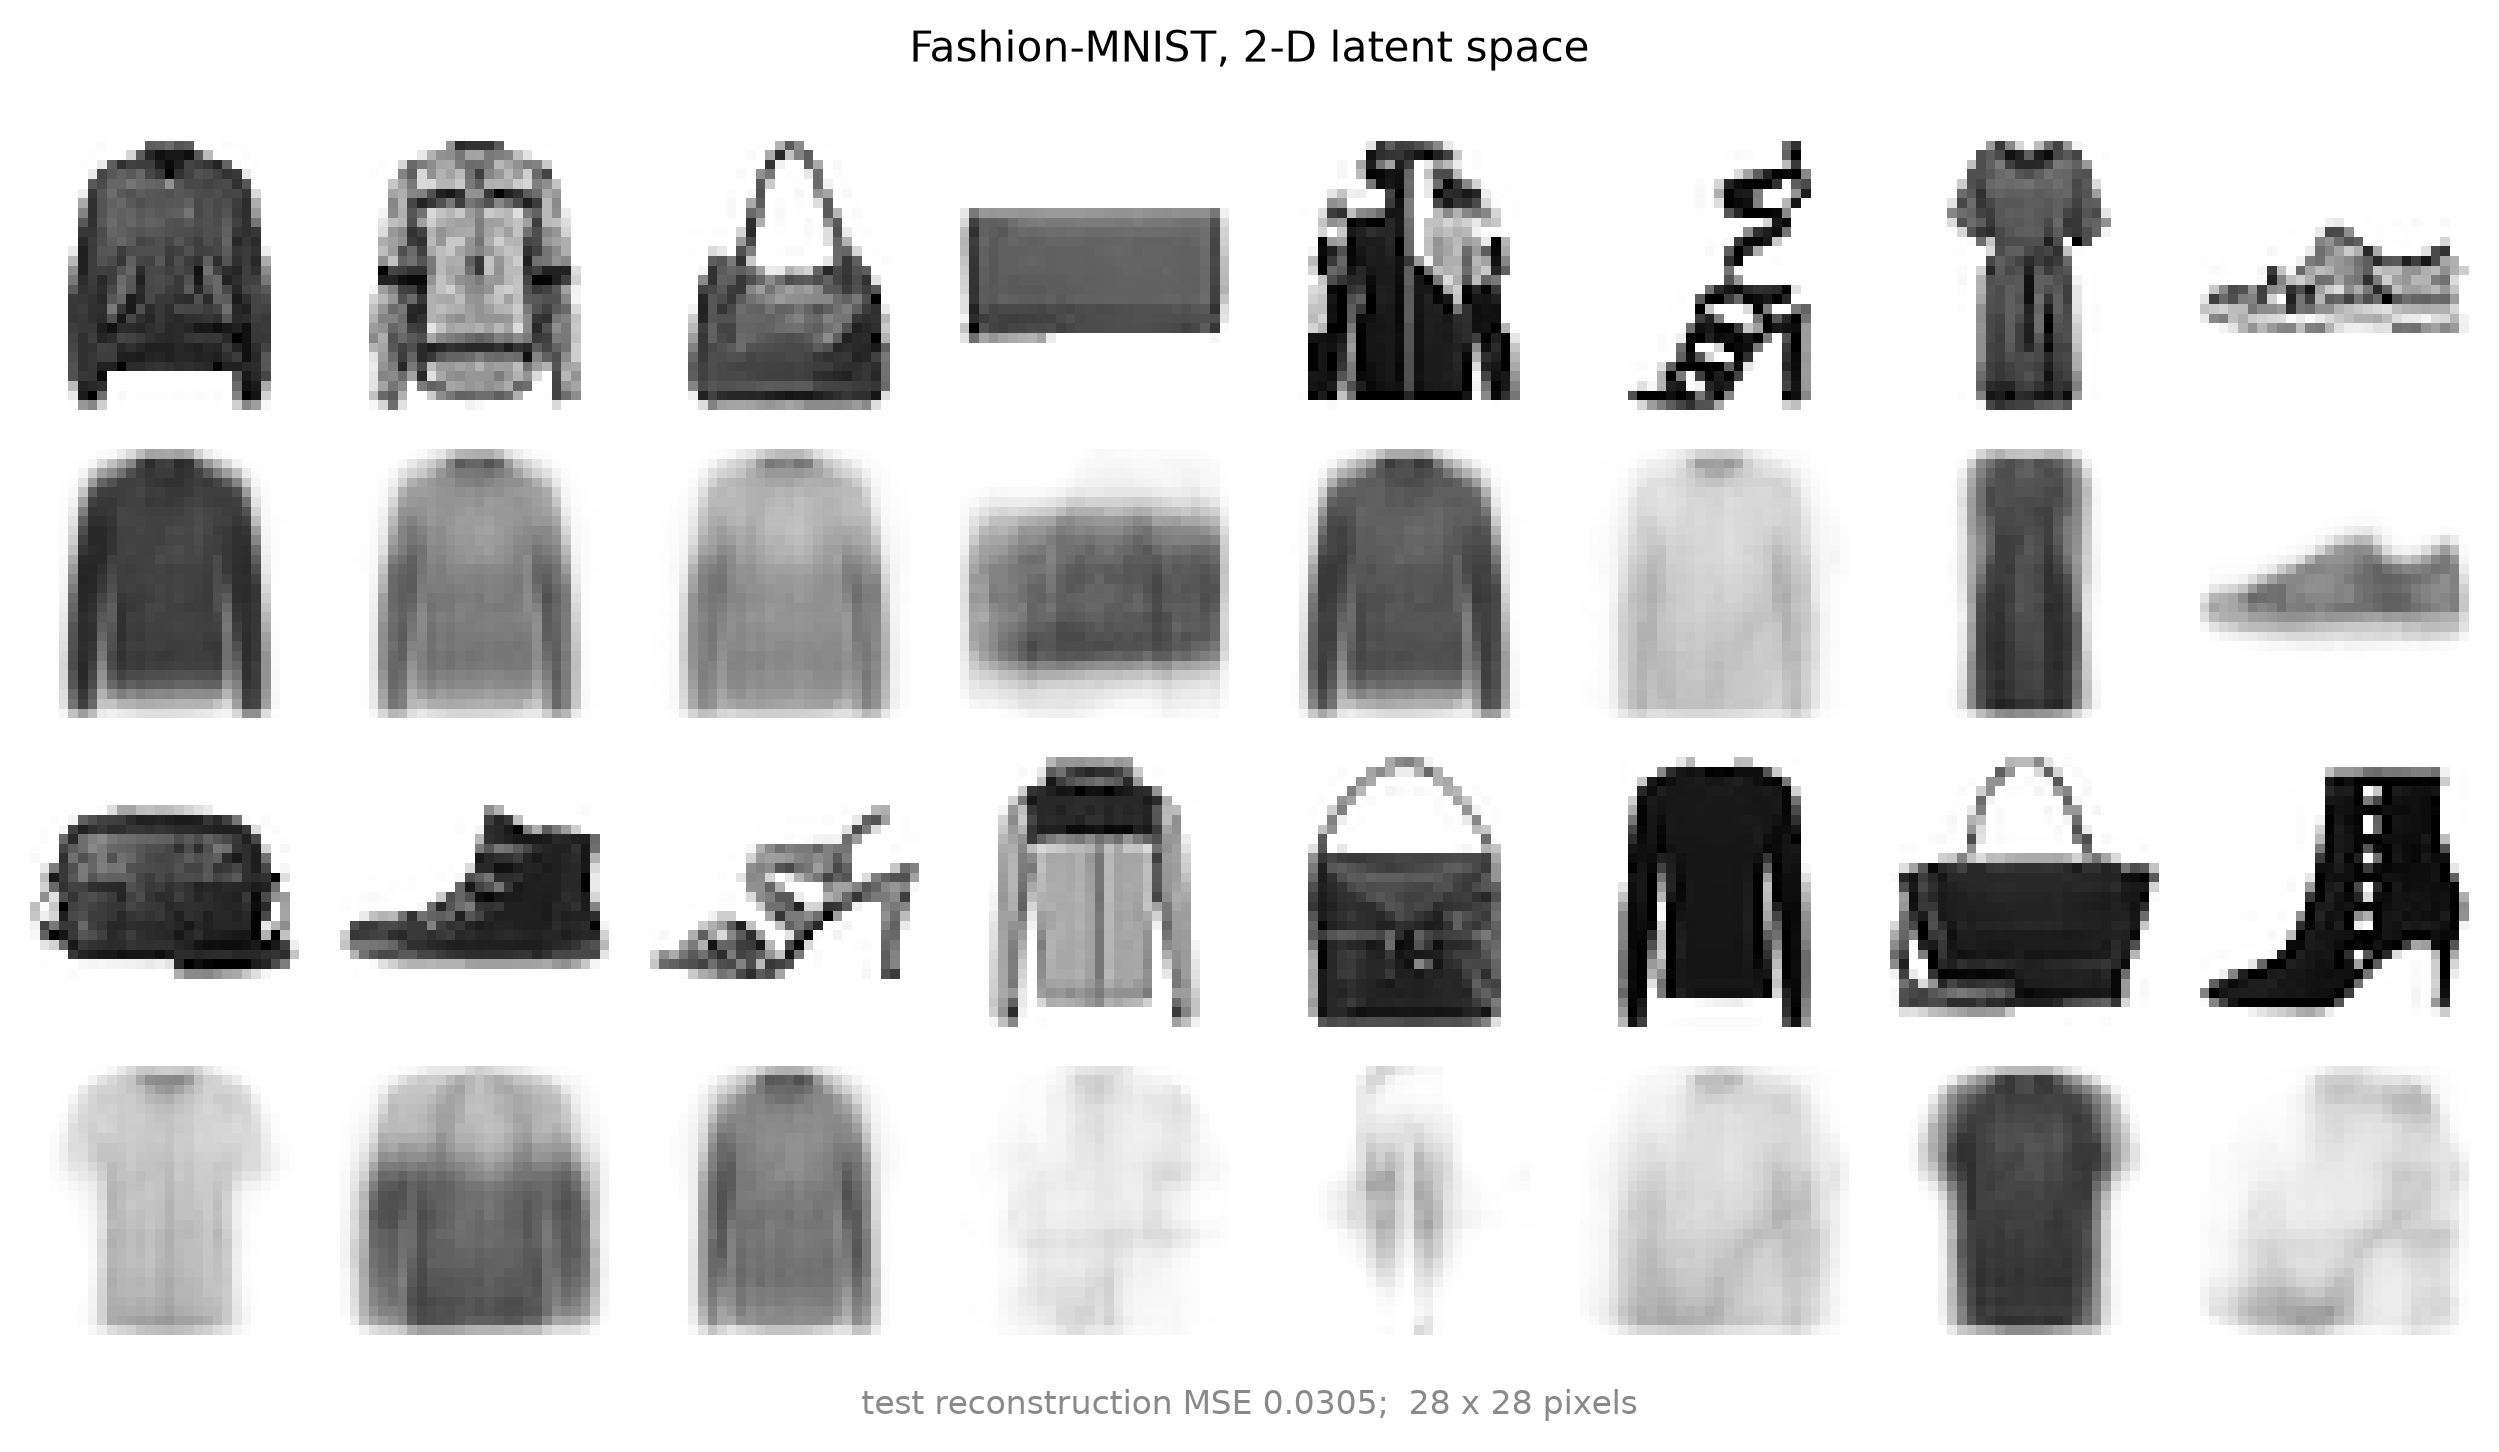 Fashion-MNIST, 2-D latent space
test reconstruction MSE 0.0305; 28 x 28 pixels